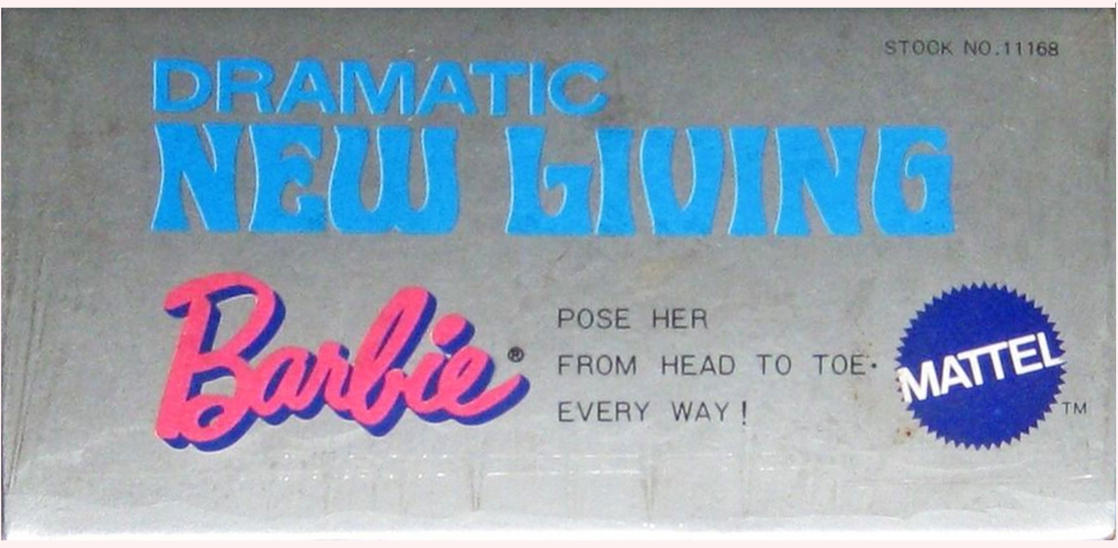 STOCK NO.11168
DRAMATIC
NEW LIVING
Barbie®
POSE HER
FROM HEAD TO TOE·
EVERY WAY!
MATTEL
TM